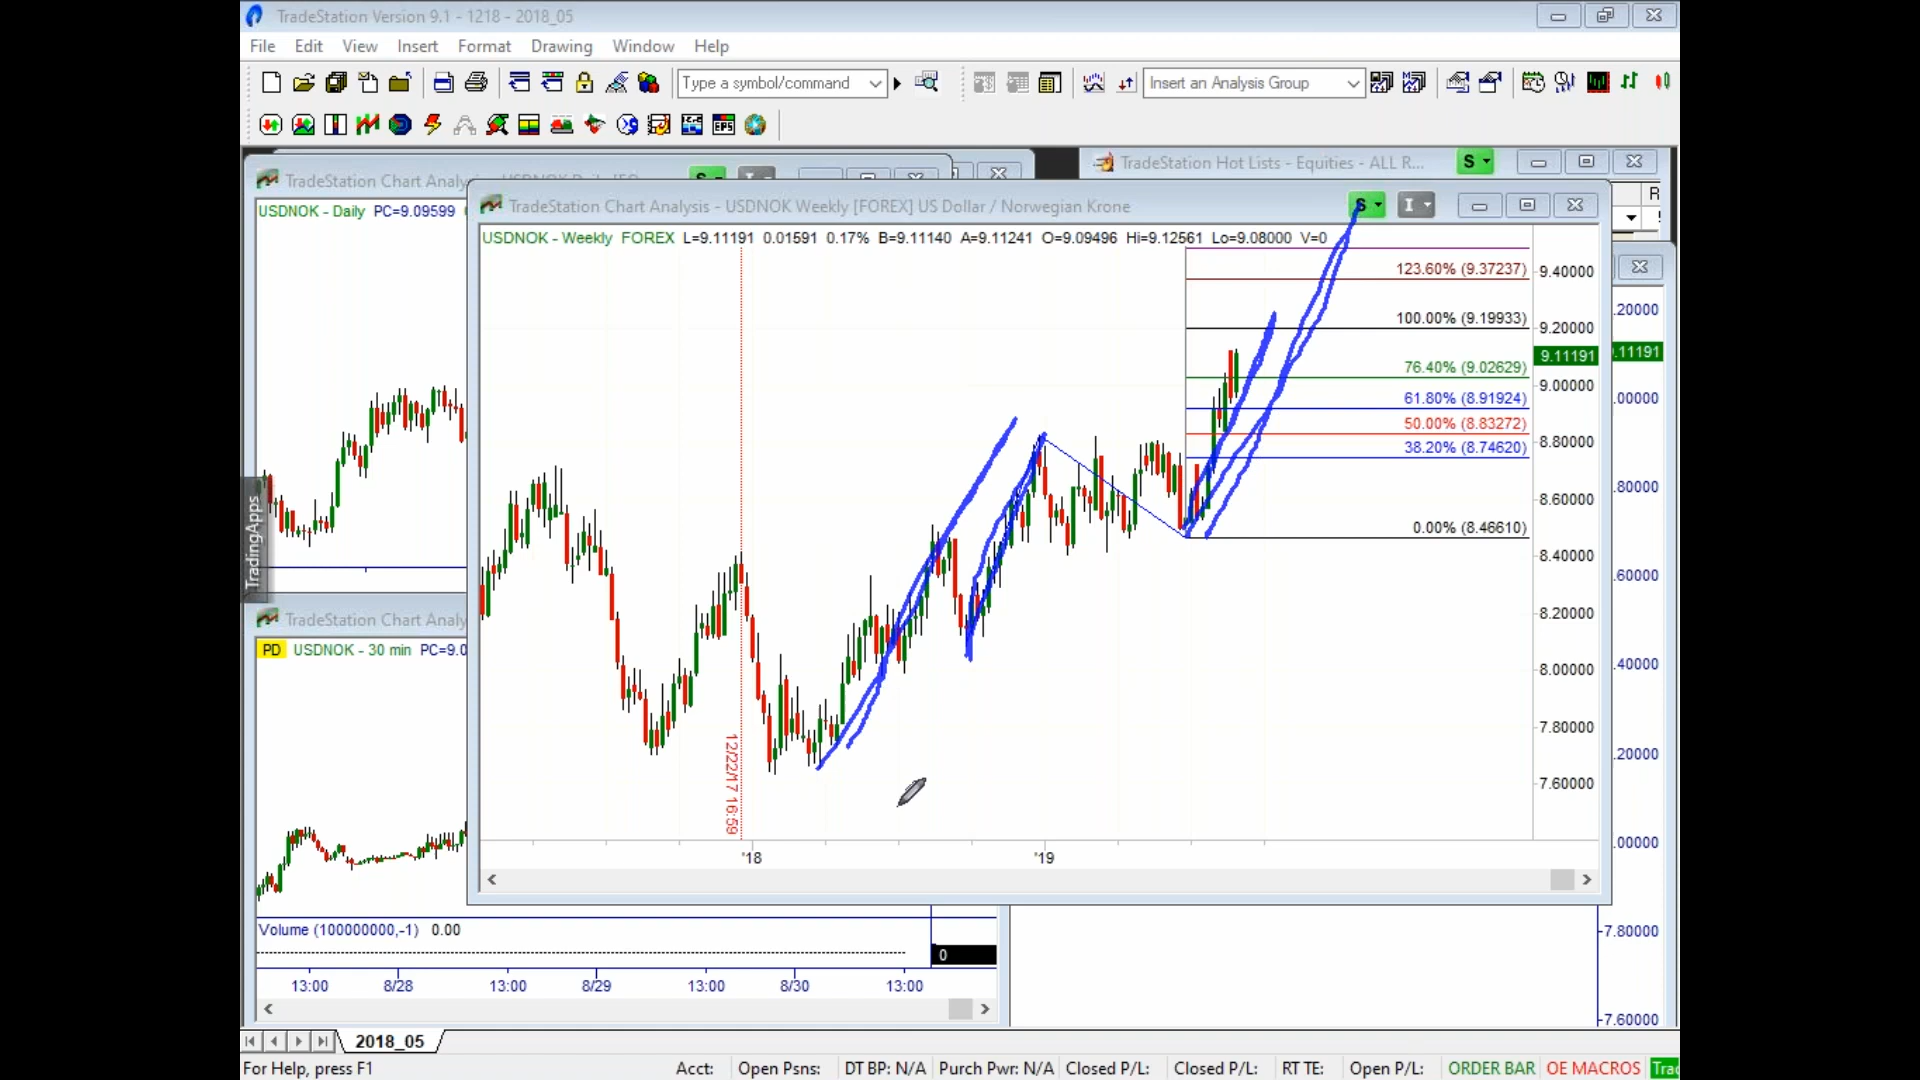 TradeStation Version 9.1 - 1218 - 2018_05
File Edit View Insert Format Drawing Window Help
Type a symbol/command
Insert an Analysis Group
EPS
TradeStation Hot Lists - Equities - ALL R...
S
R
TradeStation Chart Analy
USDNOK - Daily PC=9.09599
TradeStation Chart Analysis - USDNOK Weekly [FOREX] US Dollar / Norwegian Krone
S
I
USDNOK - Weekly FOREX L=9.11191 0.01591 0.17% B=9.11140 A=9.11241 O=9.09496 Hi=9.12561 Lo=9.08000 V=0
123.60% (9.37237)
100.00% (9.19933)
76.40% (9.02629)
61.80% (8.91924)
50.00% (8.83272)
38.20% (8.74620)
0.00% (8.46610)
9.40000
9.20000
9.11191
9.00000
8.80000
8.60000
8.40000
8.20000
8.00000
7.80000
7.60000
12/22/17 16:59
'18
'19
.20000
.11191
.00000
.80000
.60000
.40000
.20000
.00000
7.80000
7.60000
TradingApps
TradeStation Chart Analy
PD USDNOK - 30 min PC=9.0
Volume (100000000,-1) 0.00
0
13:00 8/28 13:00 8/29 13:00 8/30 13:00
2018_05
For Help, press F1
Acct: Open Psns: DT BP: N/A Purch Pwr: N/A Closed P/L: Closed P/L: RT TE: Open P/L: ORDER BAR OE MACROS Trac